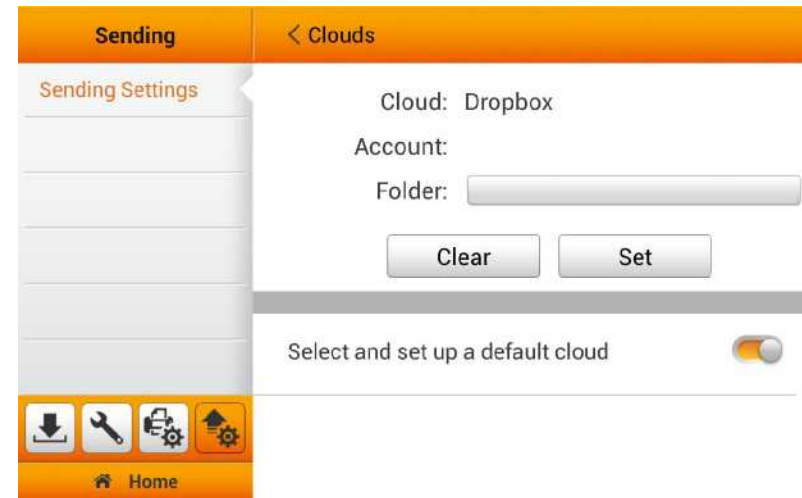 Sending
< Clouds
Sending Settings
Cloud: Dropbox
Account:
Folder:
Clear
Set
Select and set up a default cloud
Home